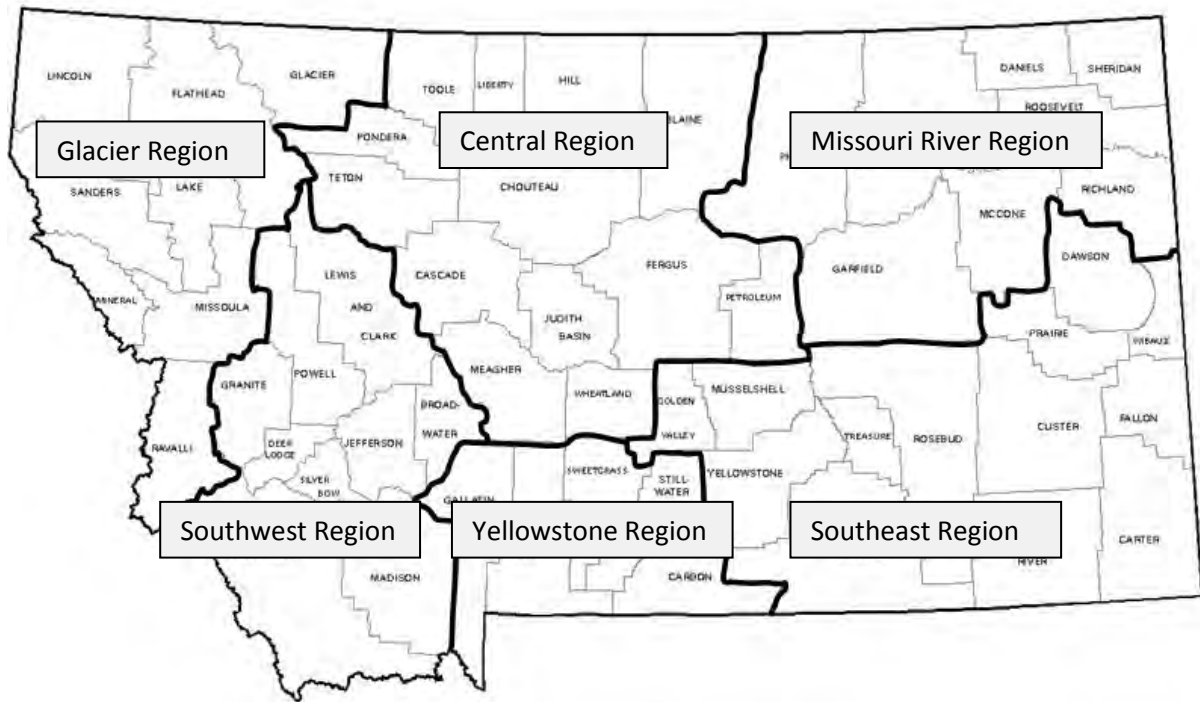 LINCOLN
FLATHEAD
GLACIER
TOOLE
LIBERTY
HILL
LAINE
DANIELS
SHERIDAN
ROOSEVELT
Glacier Region
PONDERA
Central Region
Missouri River Region
SANDERS
LAKE
TETON
CHOUTEAU
RICHLAND
MCCONE
MINERAL
MISSOULA
LEWIS
AND
CLARK
CASCADE
JUDITH
BASIN
FERGUS
PETROLEUM
GARFIELD
DAWSON
PRAIRIE
WIBAUX
GRANITE
POWELL
MEAGHER
WHEATLAND
GOLDEN
VALLEY
MUSSELSHELL
BROAD-
WATER
RAVALLI
DEER
LODGE
JEFFERSON
SILVER
BOW
SWEETGRASS
STILL-
WATER
YELLOWSTONE
TREASURE
ROSEBUD
CUSTER
FALLON
GALLATIN
Southwest Region
Yellowstone Region
Southeast Region
MADISON
CARBON
RIVER
CARTER